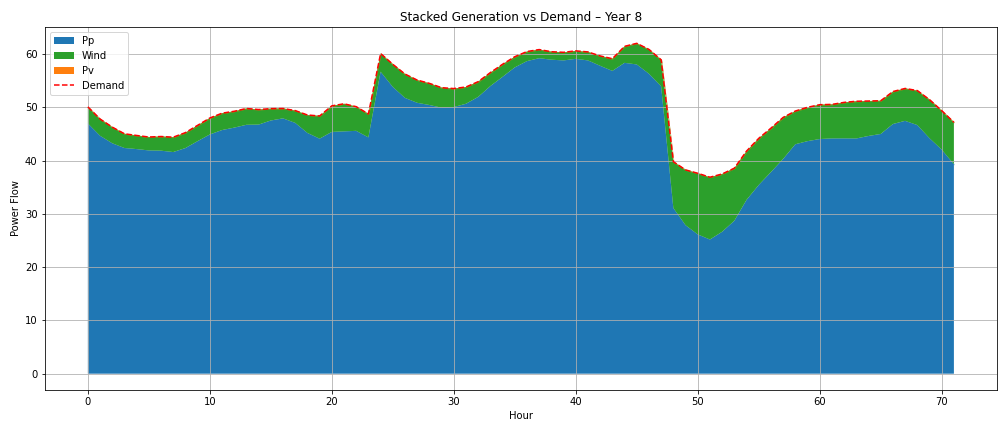 Stacked Generation vs Demand – Year 8
Pp
Wind
Pv
Demand
Power Flow
60
50
40
30
20
10
0
0 10 20 30 40 50 60 70
Hour